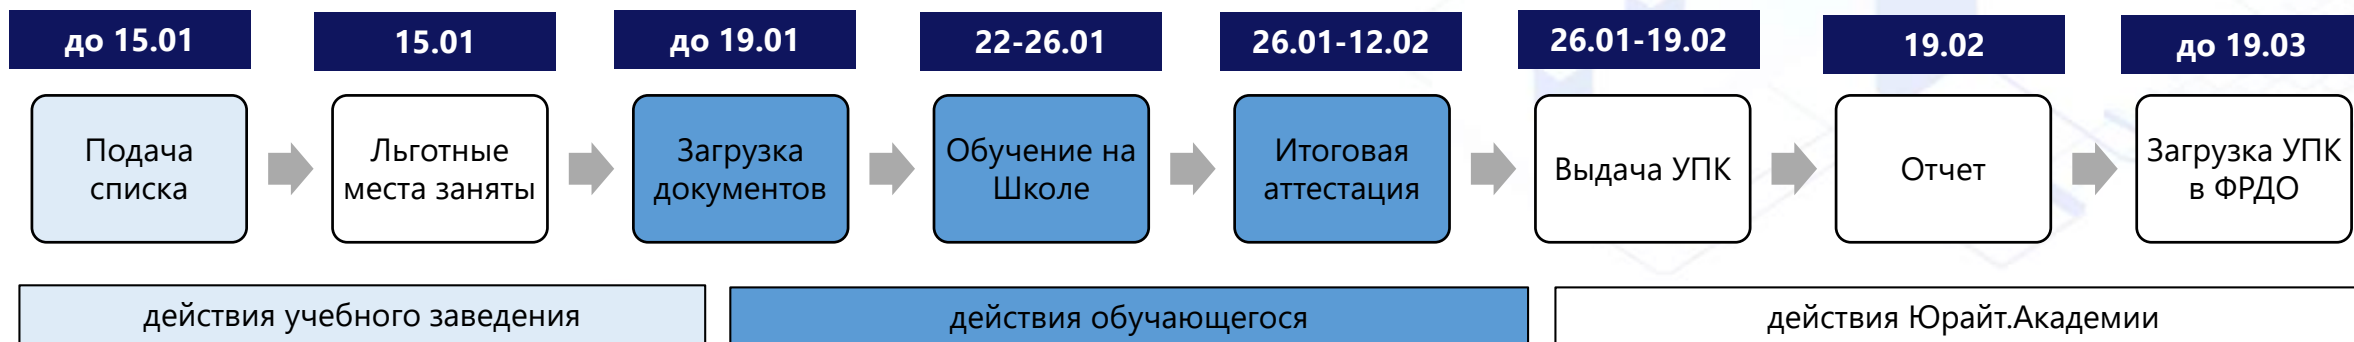 до 15.01
15.01
до 19.01
22-26.01
26.01-12.02
26.01-19.02
19.02
до 19.03
Подача
списка
Льготные
места заняты
Загрузка
документов
Обучение на
Школе
Итоговая
аттестация
Выдача УПК
Отчет
Загрузка УПК
в ФРДО
действия учебного заведения
действия обучающегося
действия Юрайт.Академии